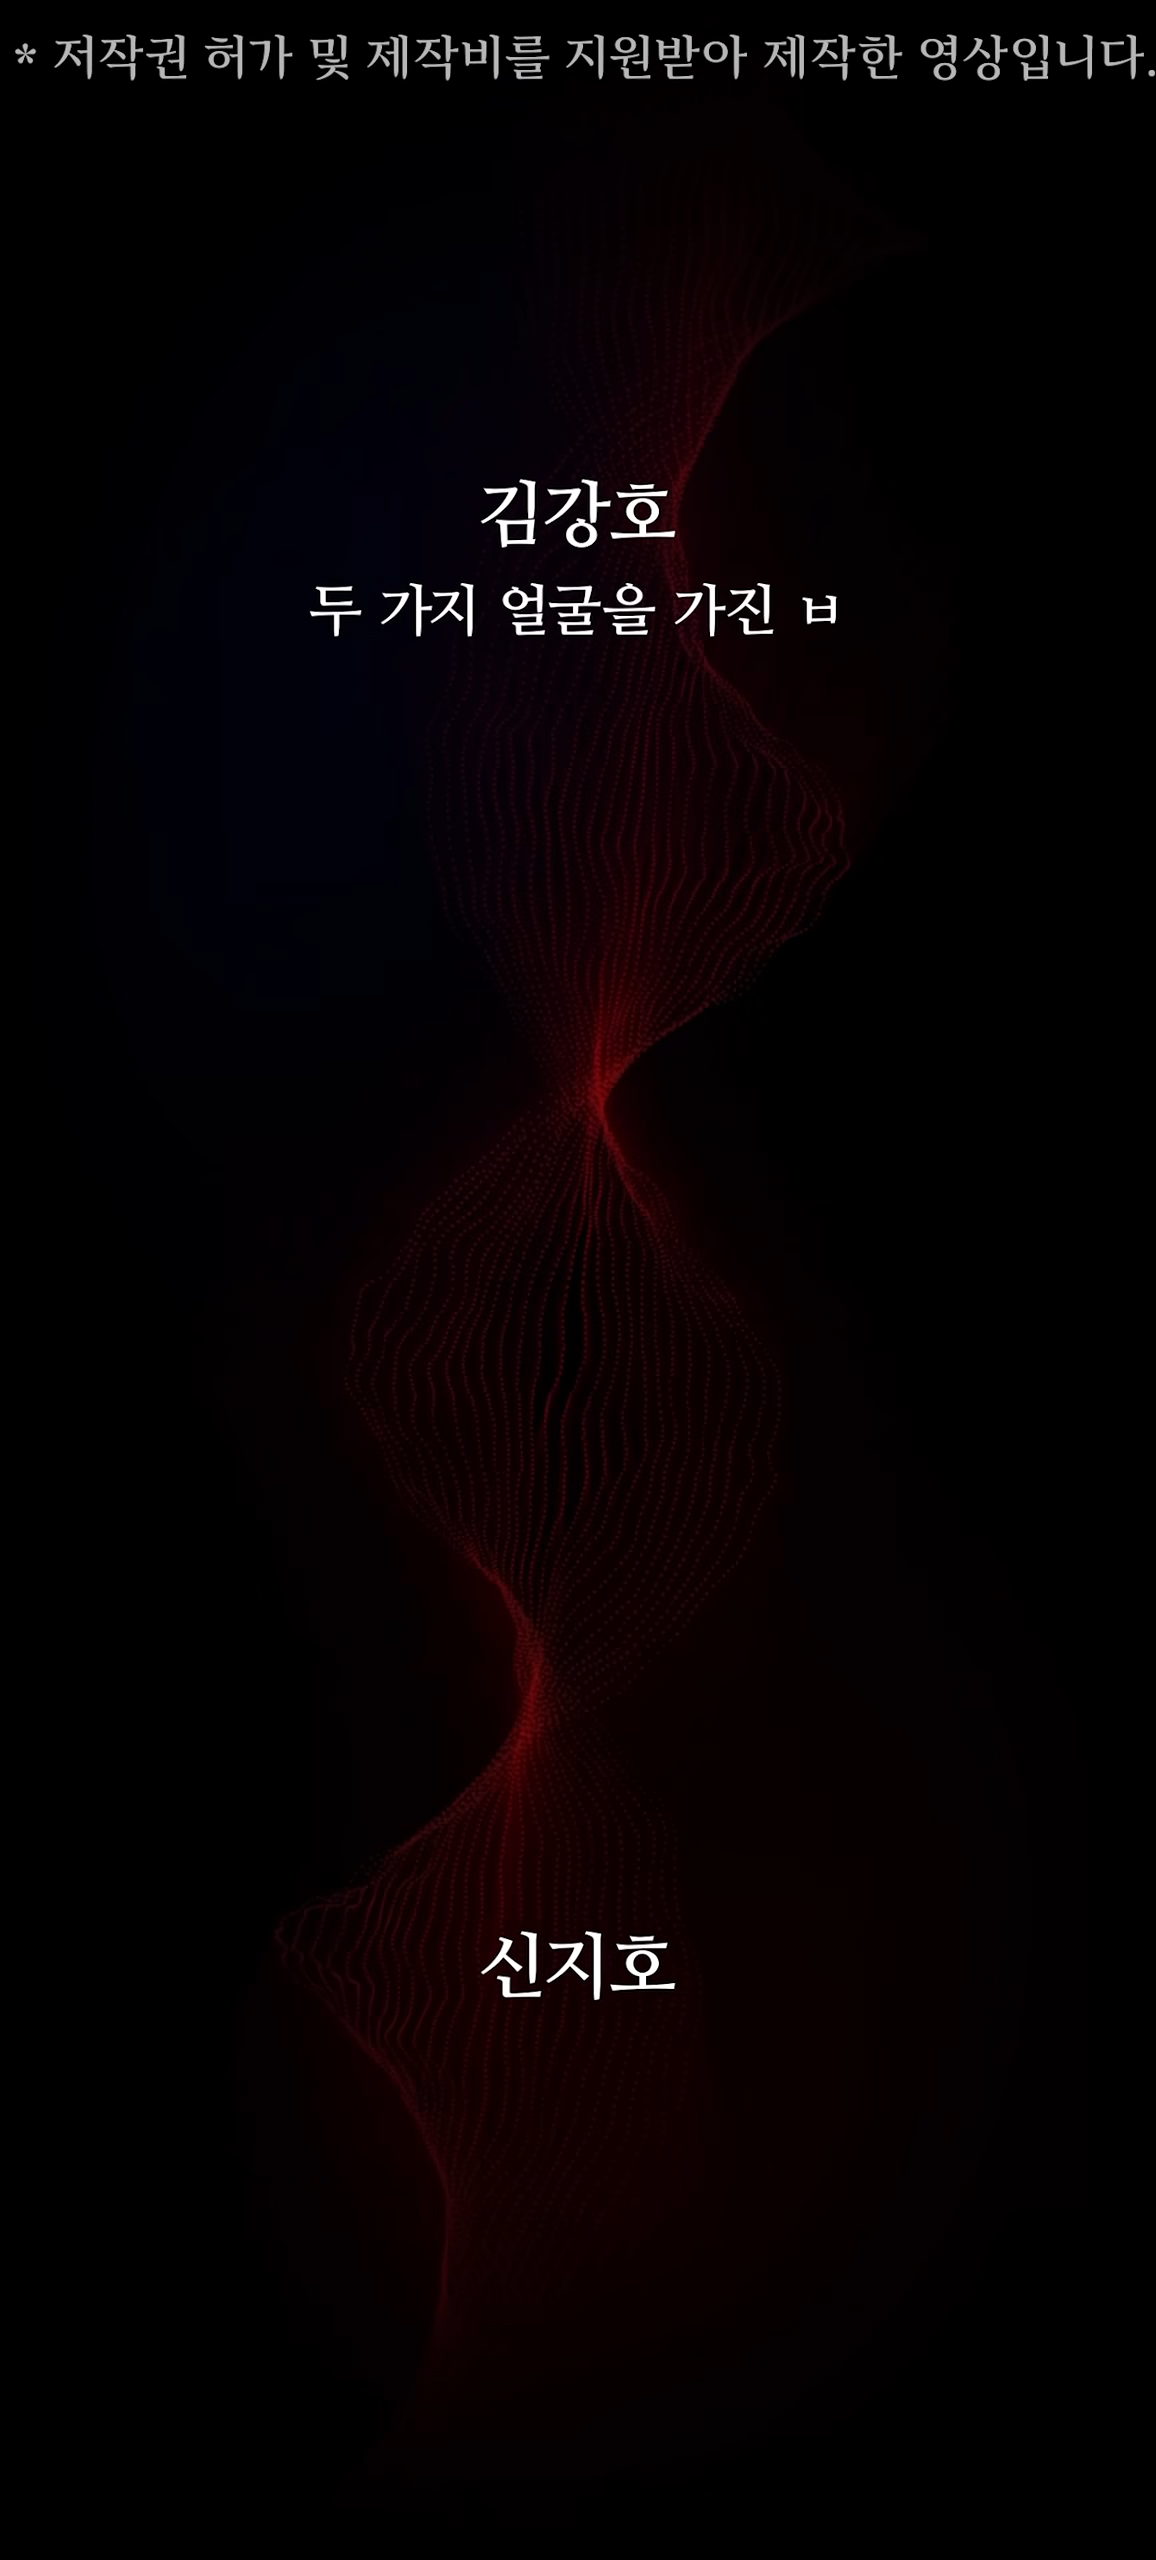 * 저작권 허가 및 제작비를 지원받아 제작한 영상입니다.
김강호
두 가지 얼굴을 가진 ㅂ
신지호